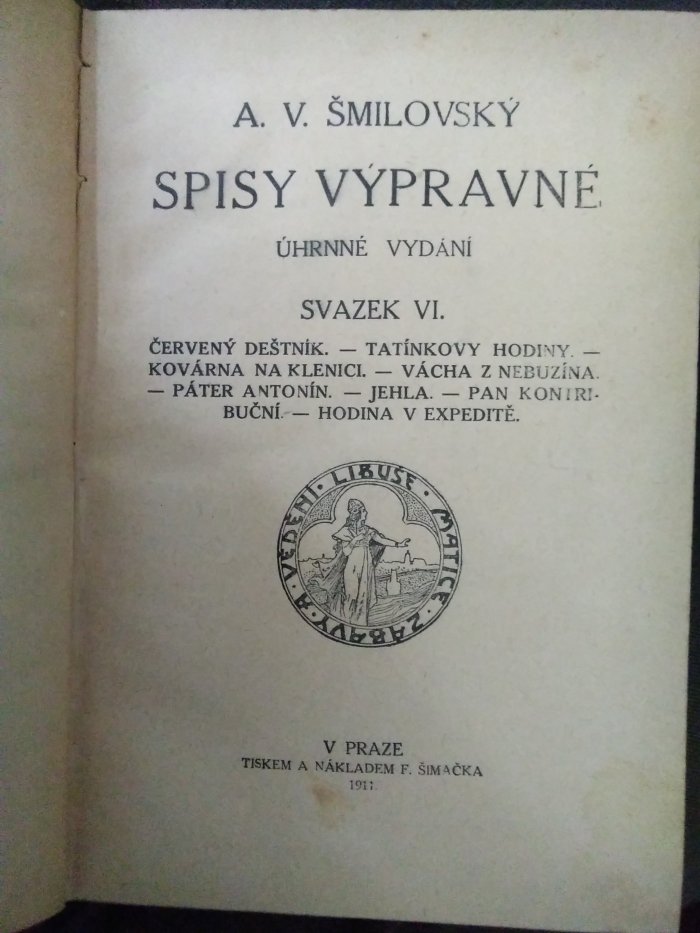 A. V. ŠMILOVSKÝ
SPISY VÝPRAVNÉ
ÚHRNNÉ VYDÁNÍ
SVAZEK VI.
ČERVENÝ DEŠTNÍK. — TATÍNKOVY HODINY. —
KOVÁRNA NA KLENICI. — VÁCHA Z NEBUZÍNA.
— PÁTER ANTONÍN. — JEHLA. — PAN KONTRI-
BUČNÍ. — HODINA V EXPEDITĚ.
LIBUŠE · MATICE · ZÁBAVY · A · VĚDĚNÍ ·
V PRAZE
TISKEM A NÁKLADEM F. ŠIMAČKA
1911.